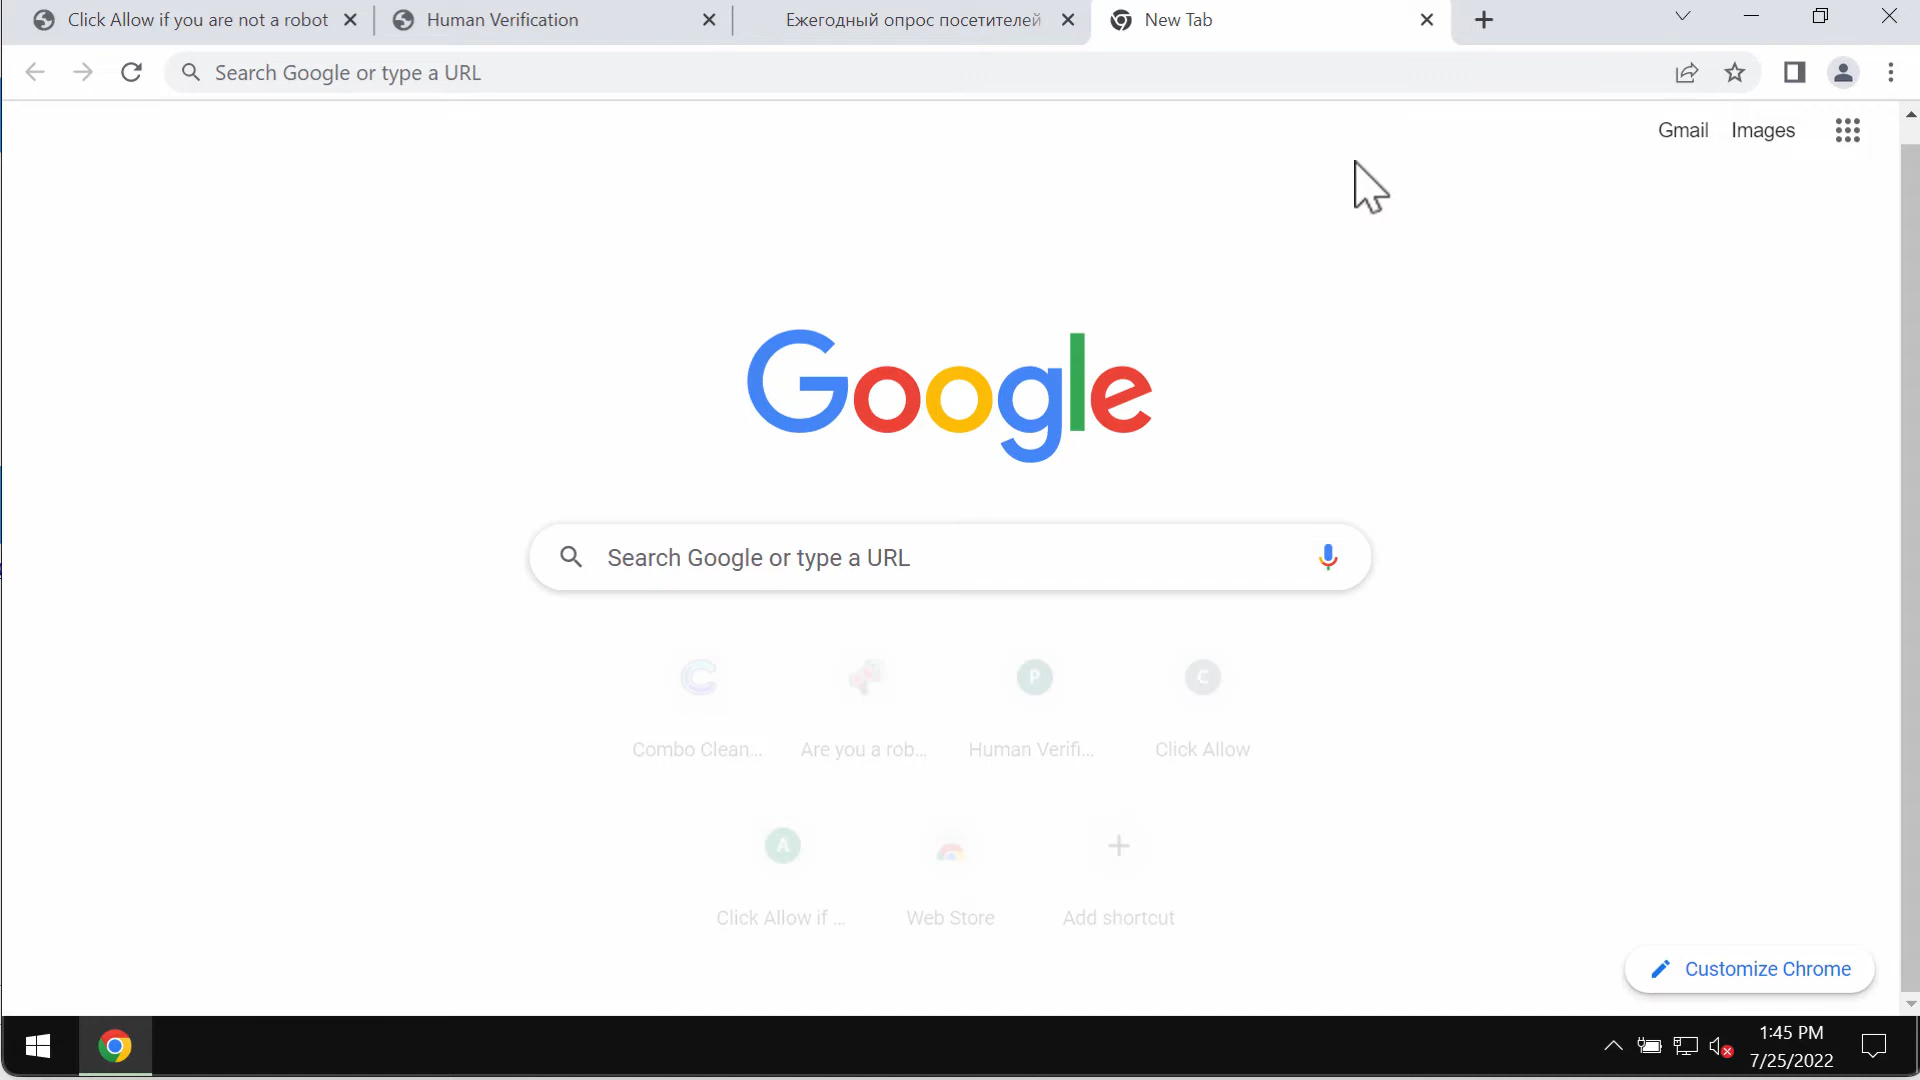 Click Allow if you are not a robot
Human Verification
Ежегодный опрос посетителей
New Tab
Search Google or type a URL
Gmail
Images
Google
Search Google or type a URL
Combo Clean...
Are you a rob...
P
Human Verifi...
C
Click Allow
A
Click Allow if ...
Web Store
Add shortcut
Customize Chrome
1:45 PM
7/25/2022